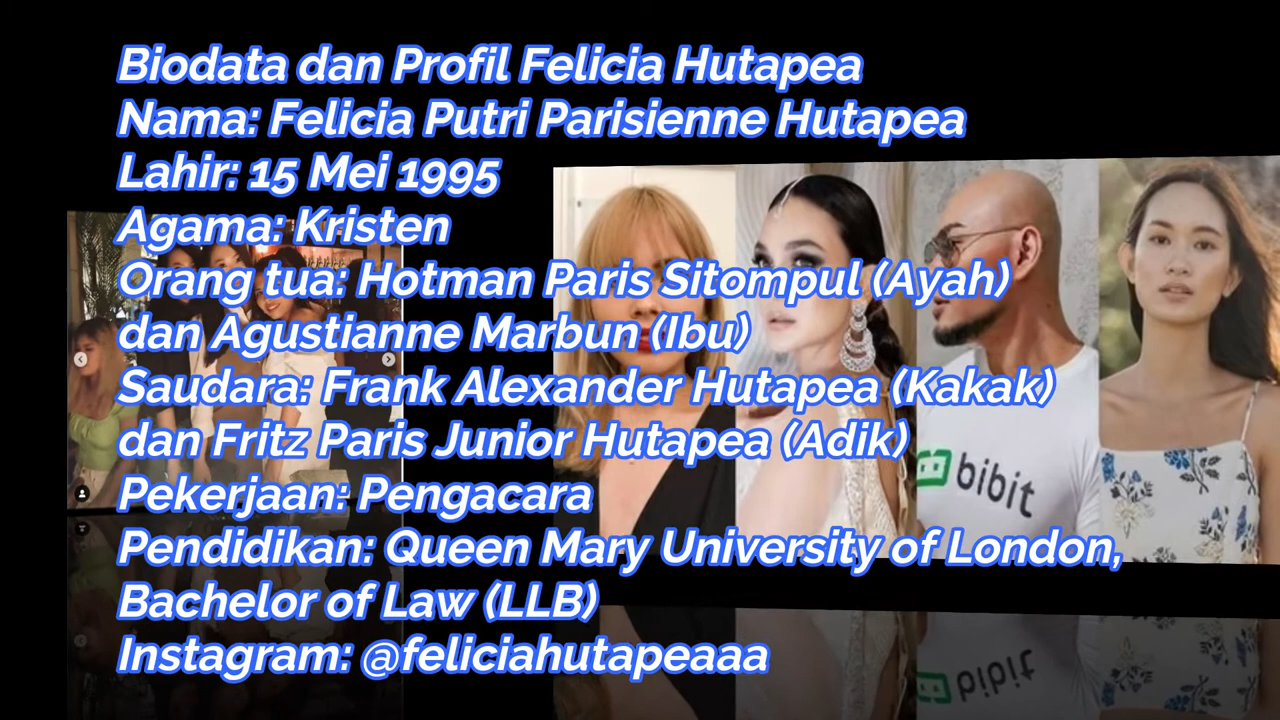 Biodata dan Profil Felicia Hutapea
Nama: Felicia Putri Parisienne Hutapea
Lahir: 15 Mei 1995
Agama: Kristen
Orang tua: Hotman Paris Sitompul (Ayah)
dan Agustianne Marbun (Ibu)
Saudara: Frank Alexander Hutapea (Kakak)
dan Fritz Paris Junior Hutapea (Adik)
Pekerjaan: Pengacara
Pendidikan: Queen Mary University of London,
Bachelor of Law (LLB)
Instagram: @feliciahutapeaaa
bibit